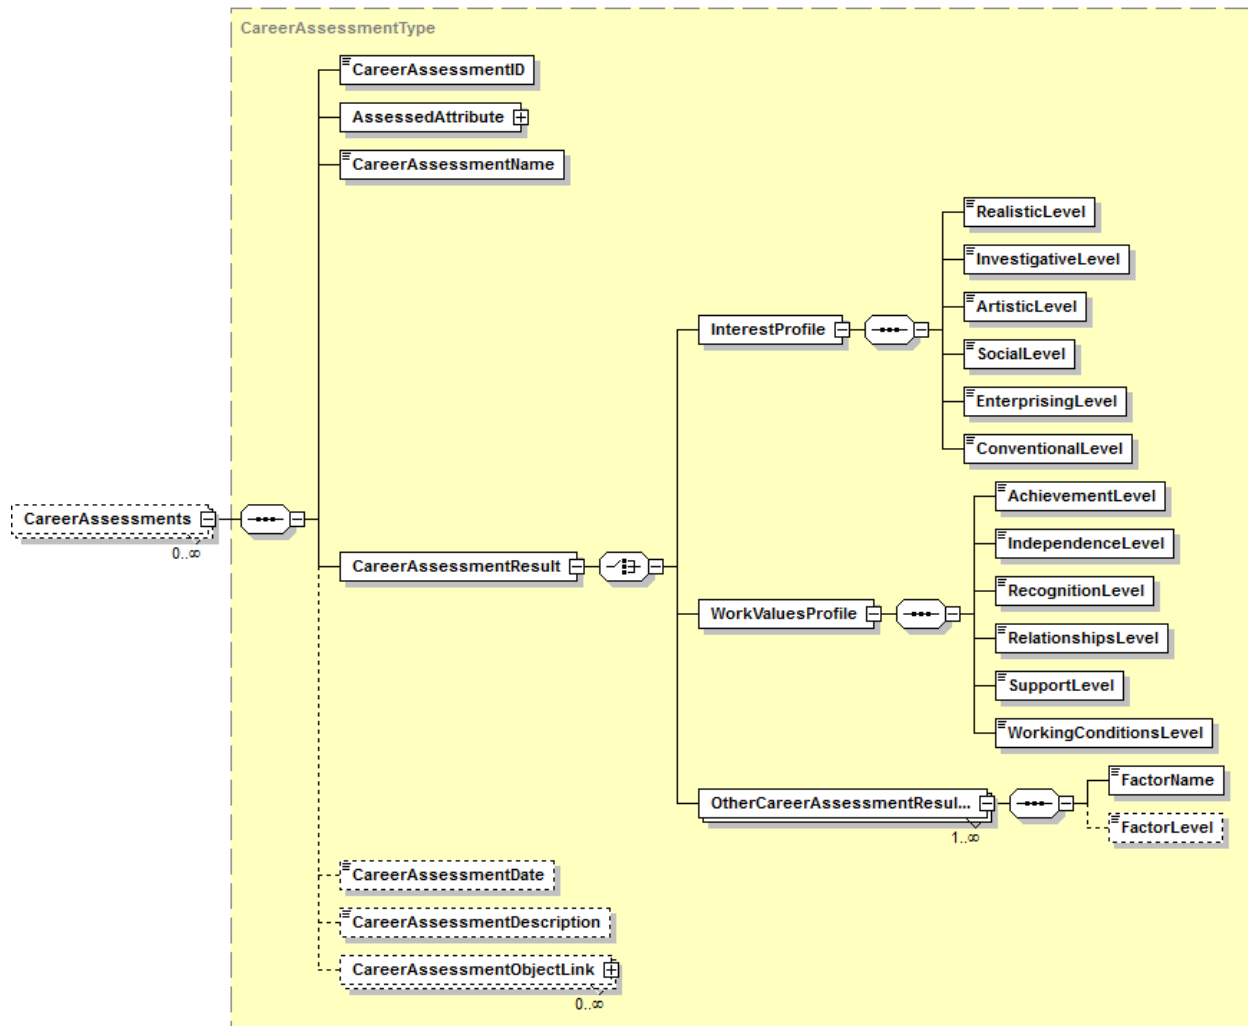 CareerAssessmentType
CareerAssessmentID
AssessedAttribute
CareerAssessmentName
RealisticLevel
InvestigativeLevel
ArtisticLevel
InterestProfile
SocialLevel
EnterprisingLevel
ConventionalLevel
AchievementLevel
CareerAssessments
0..∞
IndependenceLevel
CareerAssessmentResult
RecognitionLevel
WorkValuesProfile
RelationshipsLevel
SupportLevel
WorkingConditionsLevel
FactorName
OtherCareerAssessmentResul...
1..∞
FactorLevel
CareerAssessmentDate
CareerAssessmentDescription
CareerAssessmentObjectLink
0..∞